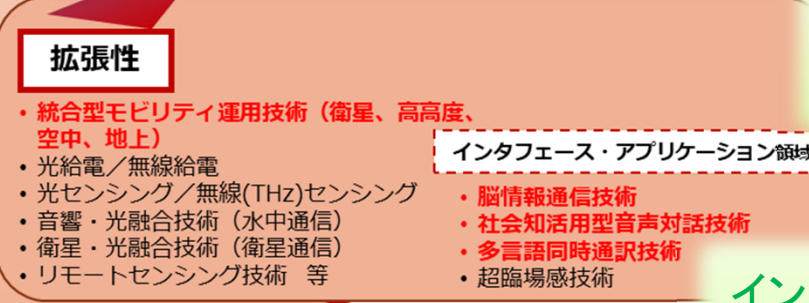 拡張性
・統合型モビリティ運用技術（衛星、高高度、
空中、地上）
・光給電／無線給電
・光センシング／無線(THz)センシング
・音響・光融合技術（水中通信）
・衛星・光融合技術（衛星通信）
・リモートセンシング技術 等
インタフェース・アプリケーション領域
・脳情報通信技術
・社会知活用型音声対話技術
・多言語同時通訳技術
・超臨場感技術
イン